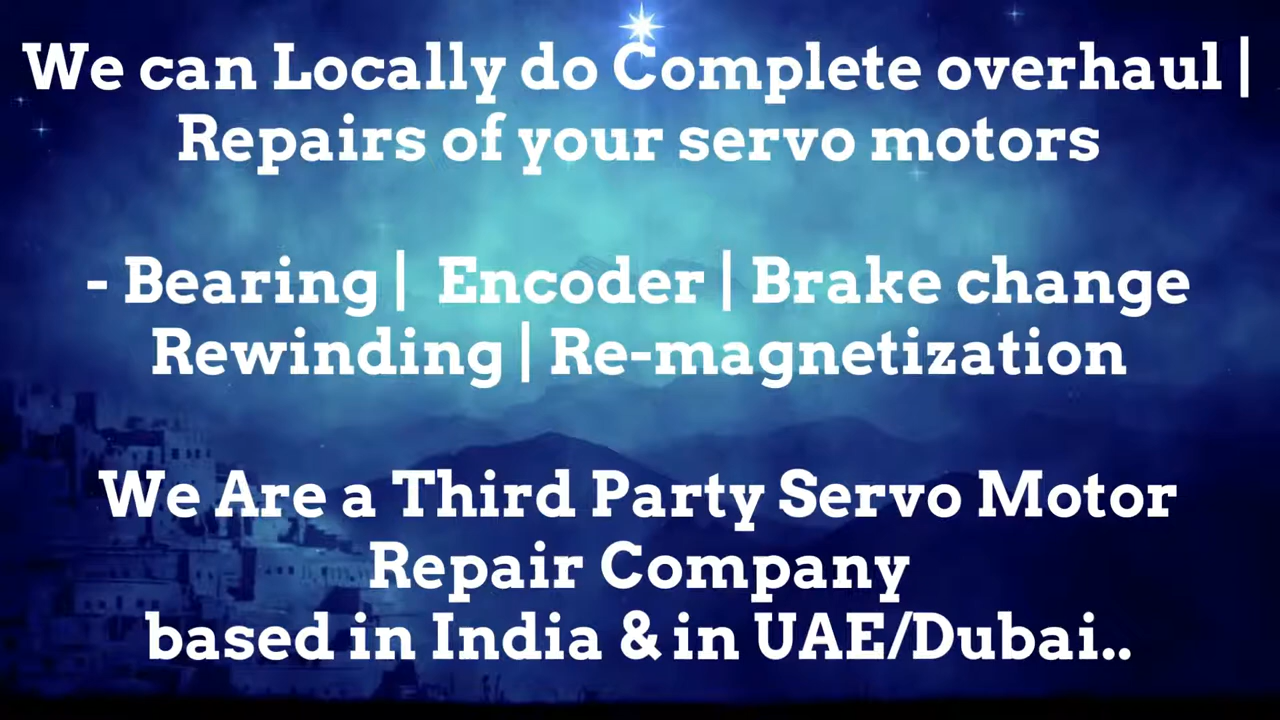 We can Locally do Complete overhaul |
Repairs of your servo motors
- Bearing | Encoder | Brake change
Rewinding | Re-magnetization
We Are a Third Party Servo Motor
Repair Company
based in India & in UAE/Dubai..